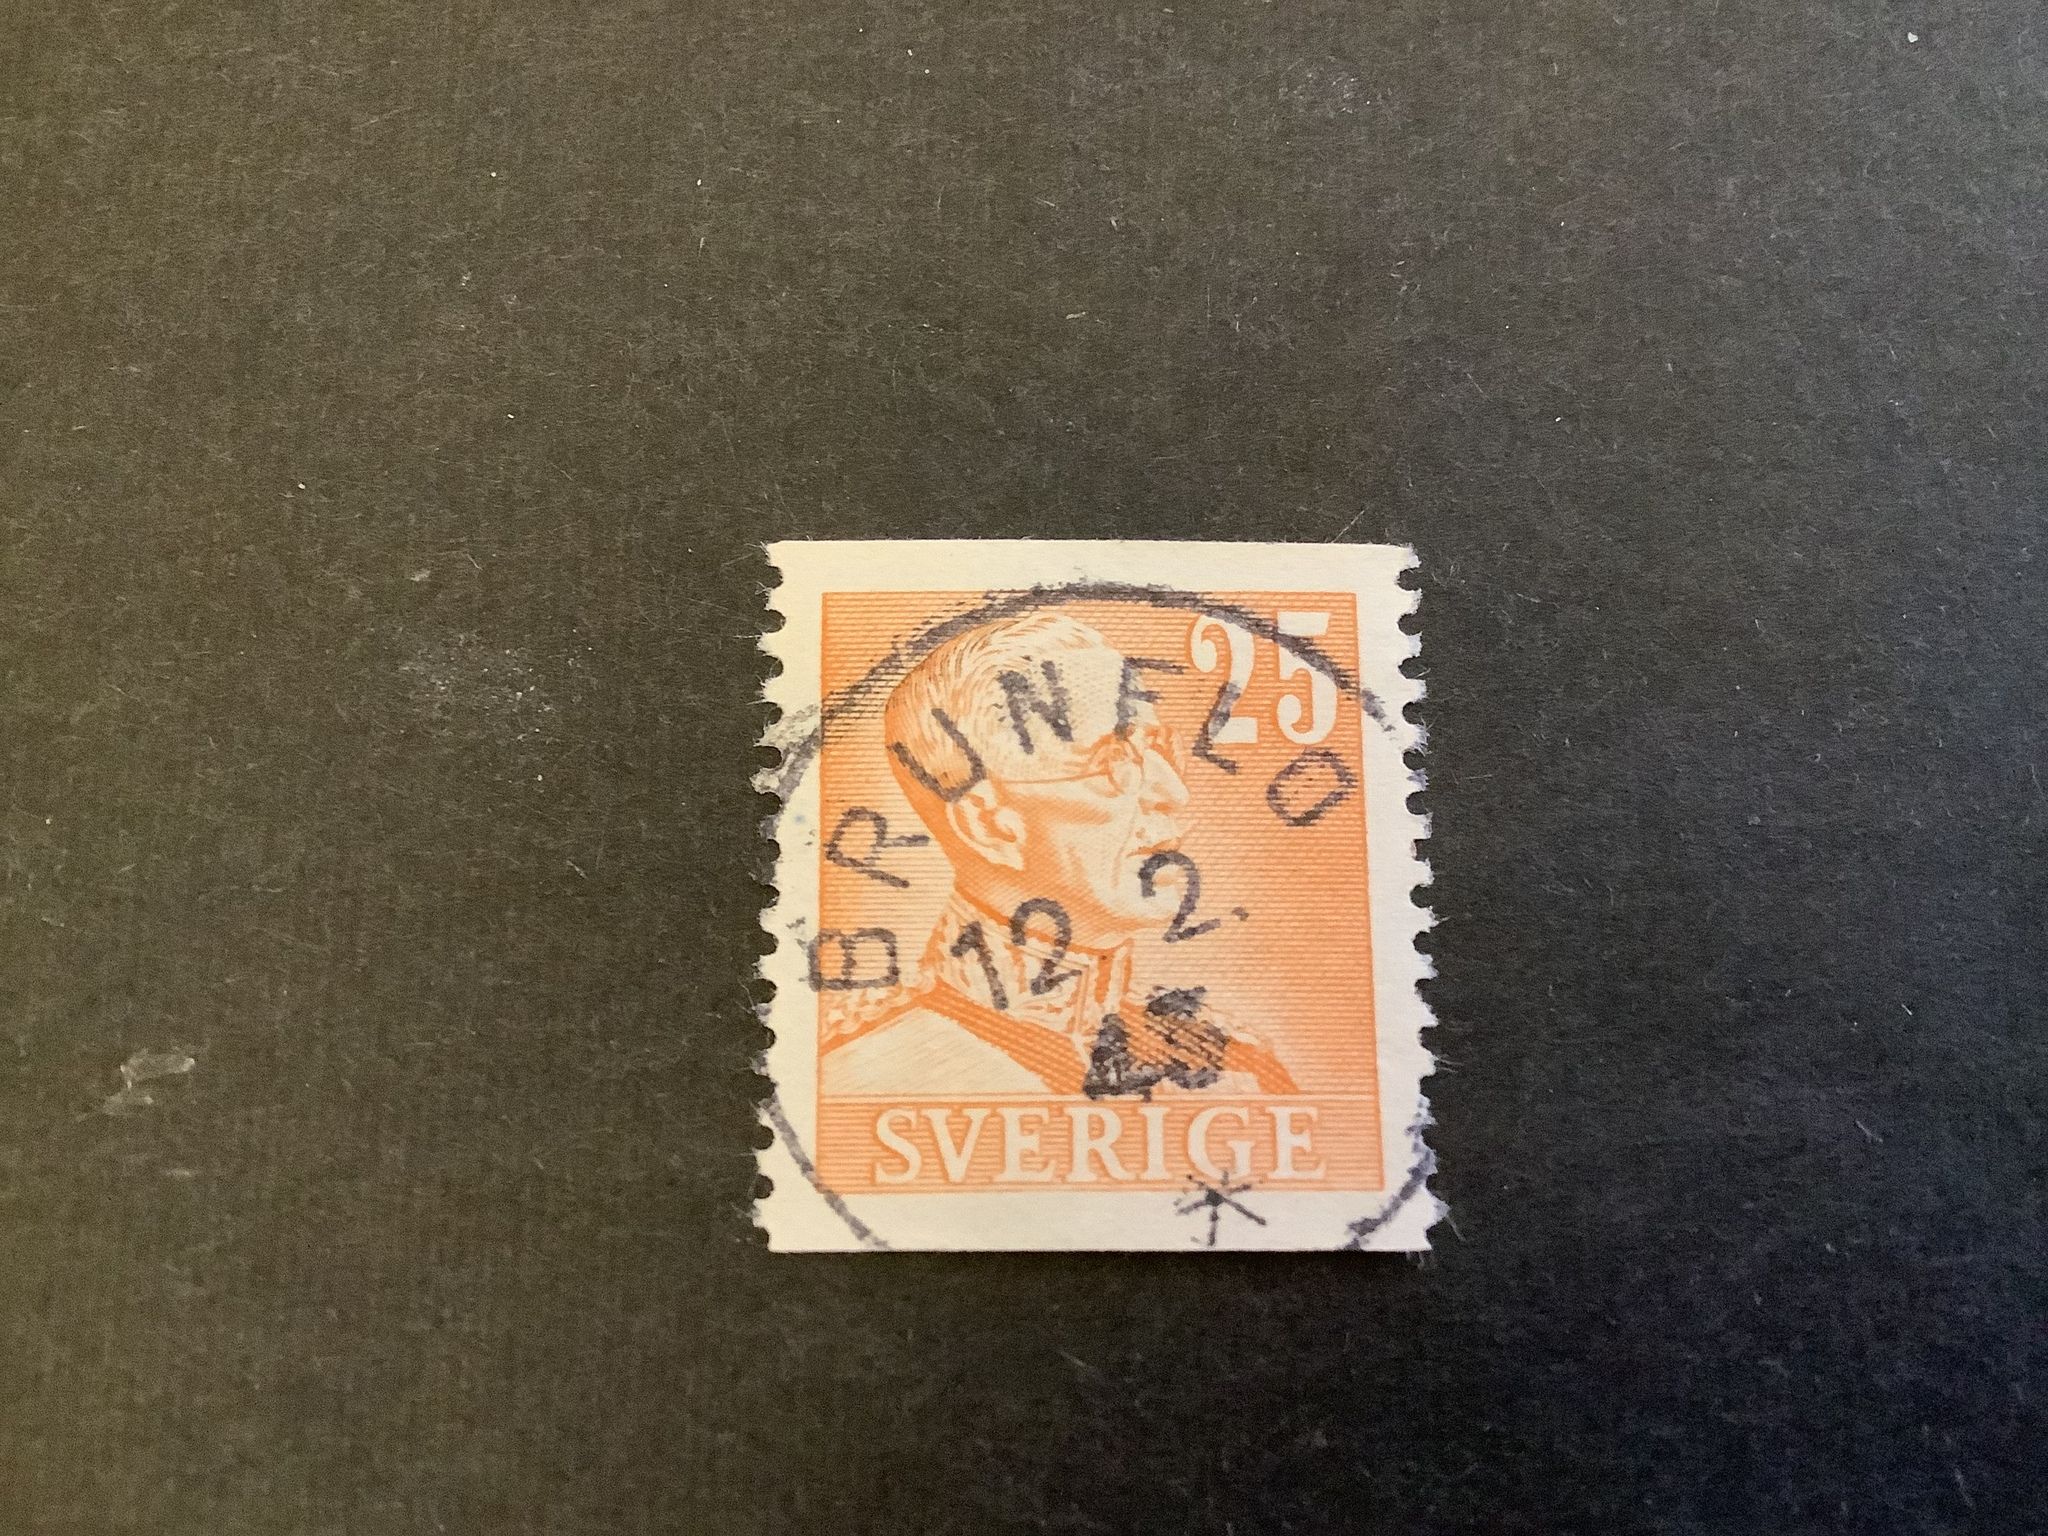 25
BRUNFLO
12 2.
SVERIGE
*